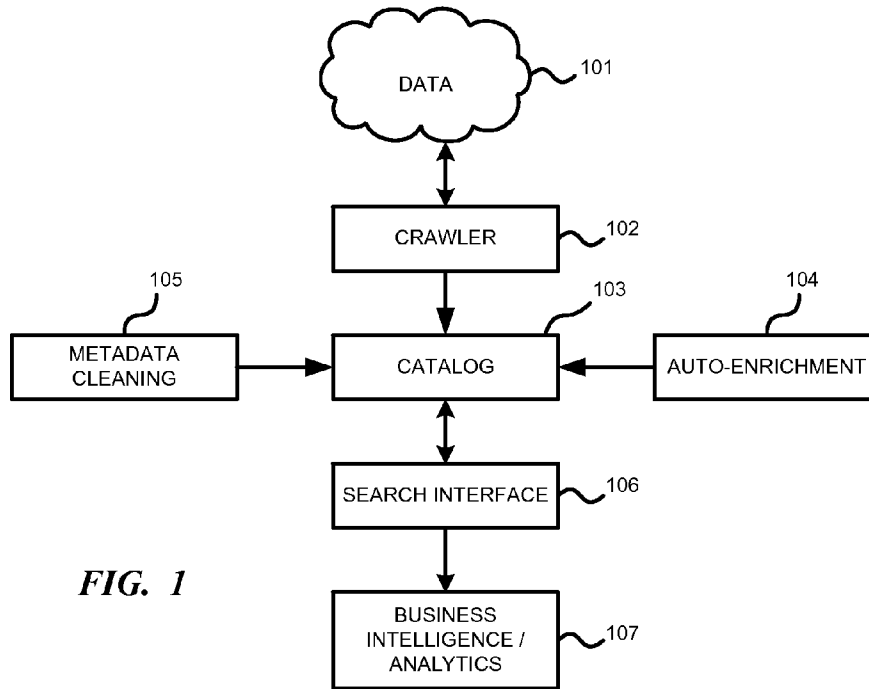 DATA
101
CRAWLER
102
105
103
104
METADATA
CLEANING
CATALOG
AUTO-ENRICHMENT
SEARCH INTERFACE
106
FIG. 1
BUSINESS
INTELLIGENCE /
ANALYTICS
107